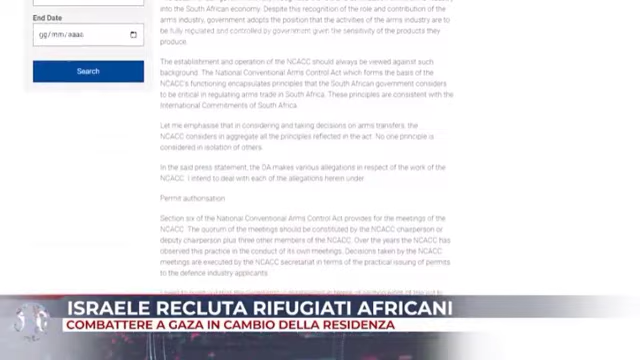 into the South African economy. Despite this recognition of the role and contribution of the
End Date
arms industry, government adopts the position that the activities of the arms industry are to
be fully regulated and controlled by government given the sensitivity of the products they
gg/mm/aaaa
produce.
Search
The establishment and operation of the NCACC should always be viewed against such
background. The National Conventional Arms Control Act which forms the basis of the
NCACC's functioning encapsulates principles that the South African government considers
to be critical in regulating arms trade in South Africa. These principles are consistent with the
International Commitments of South Africa.
Let me emphasise that in considering and taking decisions on arms transfers, the
NCACC considers in aggregate all the principles reflected in the act. No one principle is
considered in isolation of others.
In the said press statement, the DA makes various allegations in respect of the work of the
NCACC. I intend to deal with each of the allegations herein under.
Permit authorisation
Section six of the National Conventional Arms Control Act provides for the meetings of the
NCACC. The quorum of the meetings should be constituted by the NCACC chairperson or
deputy chairperson plus three other members of the NCACC. Over the years the NCACC has
observed this practice in the conduct of its own meetings. Decisions taken by the NCACC
meetings are executed by the NCACC secretariat in terms of the practical issuing of permits
to the defence industry applicants.
ISRAELE RECLUTA RIFUGIATI AFRICANI
COMBATTERE A GAZA IN CAMBIO DELLA RESIDENZA